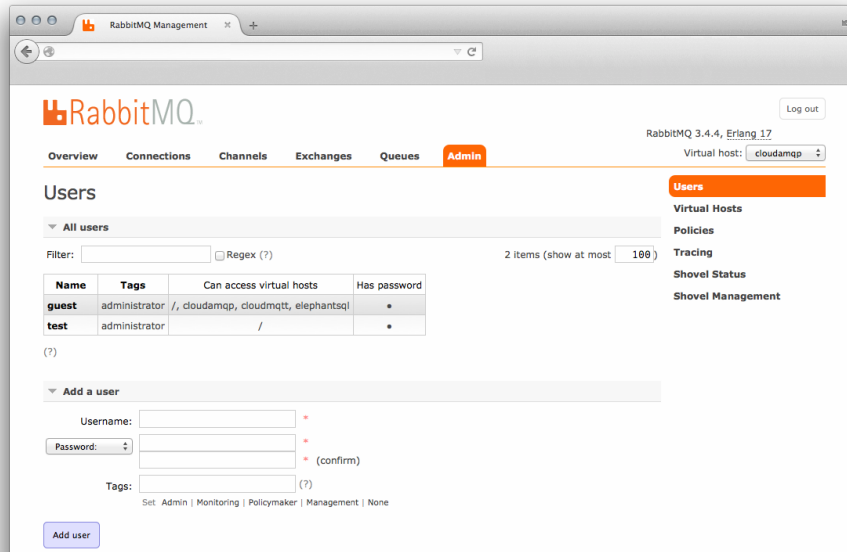 RabbitMQ Management
RabbitMQ
Log out
RabbitMQ 3.4.4, Erlang 17
Virtual host: cloudamqp
Overview Connections Channels Exchanges Queues Admin
Users
Users
Virtual Hosts
Policies
Tracing
Shovel Status
Shovel Management
All users
Filter: Regex (?) 2 items (show at most 100 )
Name Tags Can access virtual hosts Has password
guest administrator /, cloudamqp, cloudmqtt, elephantsql •
test administrator / •
(?)
Add a user
Username: *
Password: *
* (confirm)
Tags: (?)
Set Admin | Monitoring | Policymaker | Management | None
Add user